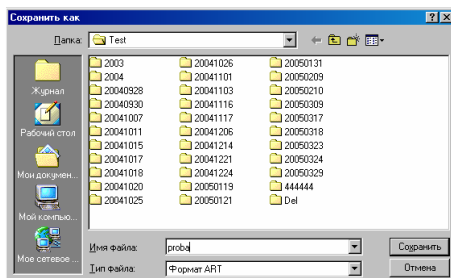 Сохранить как
Папка: Test
2003 20041026 20050131
2004 20041101 20050209
20040928 20041103 20050210
20040930 20041116 20050309
20041007 20041117 20050317
20041011 20041206 20050318
20041015 20041214 20050323
20041017 20041221 20050324
20041018 20041224 20050329
20041020 20050119 444444
20041025 20050121 Del
Журнал
Рабочий стол
Мои докумен...
Мой компью...
Мое сетевое ...
Имя файла: proba Сохранить
Тип файла: Формат ART Отмена